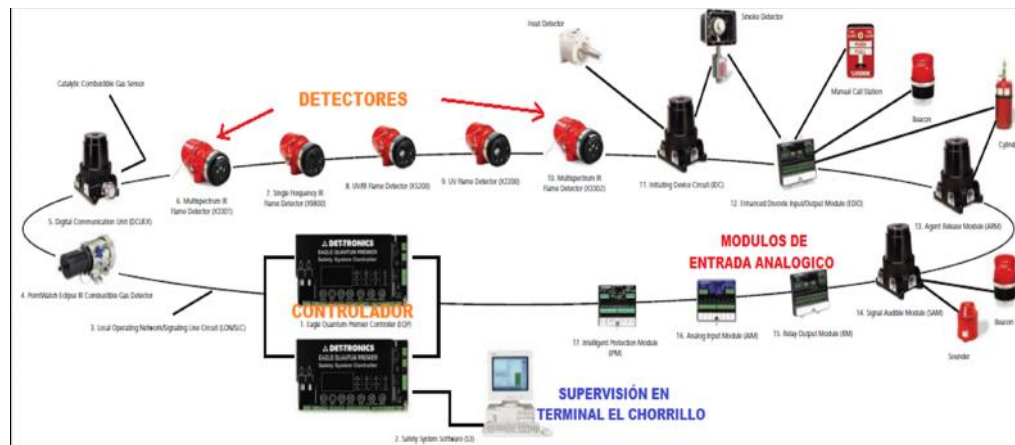 Heat Detector
Smoke Detector
Catalytic Combustible Gas Sensor
DETECTORES
Manual Call Station
Beacon
Cylinder
5. Digital Communication Unit (DCUEX)
6. Multispectrum IR
Flame Detector (X3301)
7. Single Frequency IR
Flame Detector (X9800)
8. UV/IR Flame Detector (X5200)
9. UV Flame Detector (X2200)
10. Multispectrum IR
Flame Detector (X3302)
11. Initiating Device Circuit (IDC)
12. Enhanced Discrete Input/Output Module (EDIO)
13. Agent Release Module (ARM)
4. PointWatch Eclipse IR Combustible Gas Detector
3. Local Operating Network/Signaling Line Circuit (LON/SLC)
DET-TRONICS
EAGLE QUANTUM PREMIER
Safety System Controller
CONTROLADOR
1. Eagle Quantum Premier Controller (EQP)
DET-TRONICS
EAGLE QUANTUM PREMIER
Safety System Controller
2. Safety System Software (S3)
SUPERVISIÓN EN
TERMINAL EL CHORRILLO
MODULOS DE
ENTRADA ANALOGICO
17. Intelligent Protection Module
(IPM)
16. Analog Input Module (AIM)
15. Relay Output Module (RM)
14. Signal Audible Module (SAM)
Beacon
Sounder